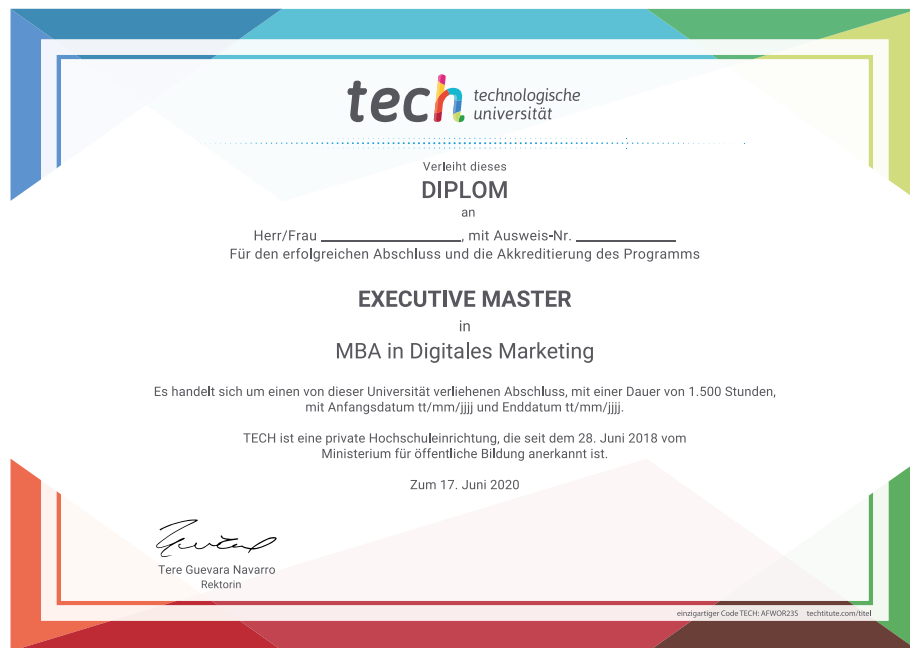 tech technologische
universität
Verleiht dieses
DIPLOM
an
Herr/Frau ____________________, mit Ausweis-Nr. ______________
Für den erfolgreichen Abschluss und die Akkreditierung des Programms
EXECUTIVE MASTER
in
MBA in Digitales Marketing
Es handelt sich um einen von dieser Universität verliehenen Abschluss, mit einer Dauer von 1.500 Stunden,
mit Anfangsdatum tt/mm/jjjj und Enddatum tt/mm/jjjj.
TECH ist eine private Hochschuleinrichtung, die seit dem 28. Juni 2018 vom
Ministerium für öffentliche Bildung anerkannt ist.
Zum 17. Juni 2020
Tere Guevara Navarro
Rektorin
einzigartiger Code TECH: AFWOR23S techtitute.com/titel